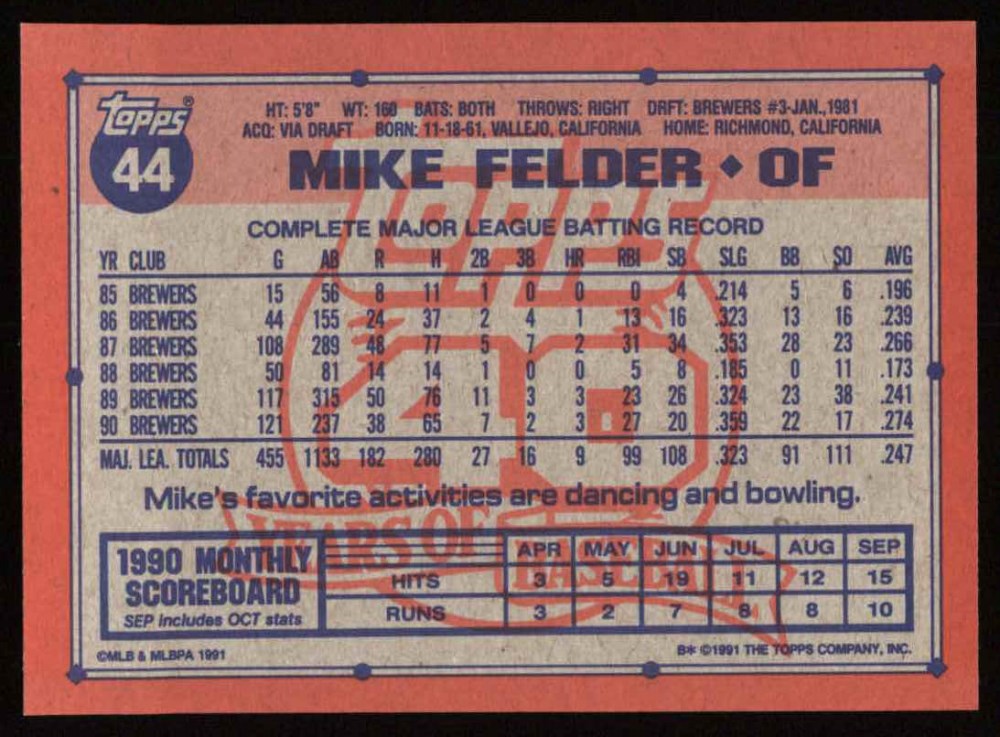 Topps®
44
HT: 5'8" WT: 160 BATS: BOTH THROWS: RIGHT DRFT: BREWERS #3-JAN.,1981
ACQ: VIA DRAFT BORN: 11-18-61, VALLEJO, CALIFORNIA HOME: RICHMOND, CALIFORNIA
MIKE FELDER ◆ OF
COMPLETE MAJOR LEAGUE BATTING RECORD
YR CLUB G AB R H 2B 3B HR RBI SB SLG BB SO AVG
85 BREWERS 15 56 8 11 1 0 0 0 4 .214 5 6 .196
86 BREWERS 44 155 24 37 2 4 1 13 16 .323 13 16 .239
87 BREWERS 108 289 48 77 5 7 2 31 34 .353 28 23 .266
88 BREWERS 50 81 14 14 1 0 0 5 8 .185 0 11 .173
89 BREWERS 117 315 50 76 11 3 3 23 26 .324 23 38 .241
90 BREWERS 121 237 38 65 7 2 3 27 20 .359 22 17 .274
MAJ. LEA. TOTALS 455 1133 182 280 27 16 9 99 108 .323 91 111 .247
Topps
40
YEARS OF
BASEBALL
Mike's favorite activities are dancing and bowling.
1990 MONTHLY
SCOREBOARD
SEP includes OCT stats
APR MAY JUN JUL AUG SEP
HITS 3 5 19 11 12 15
RUNS 3 2 7 8 8 10
©MLB & MLBPA 1991
B* ©1991 THE TOPPS COMPANY, INC.